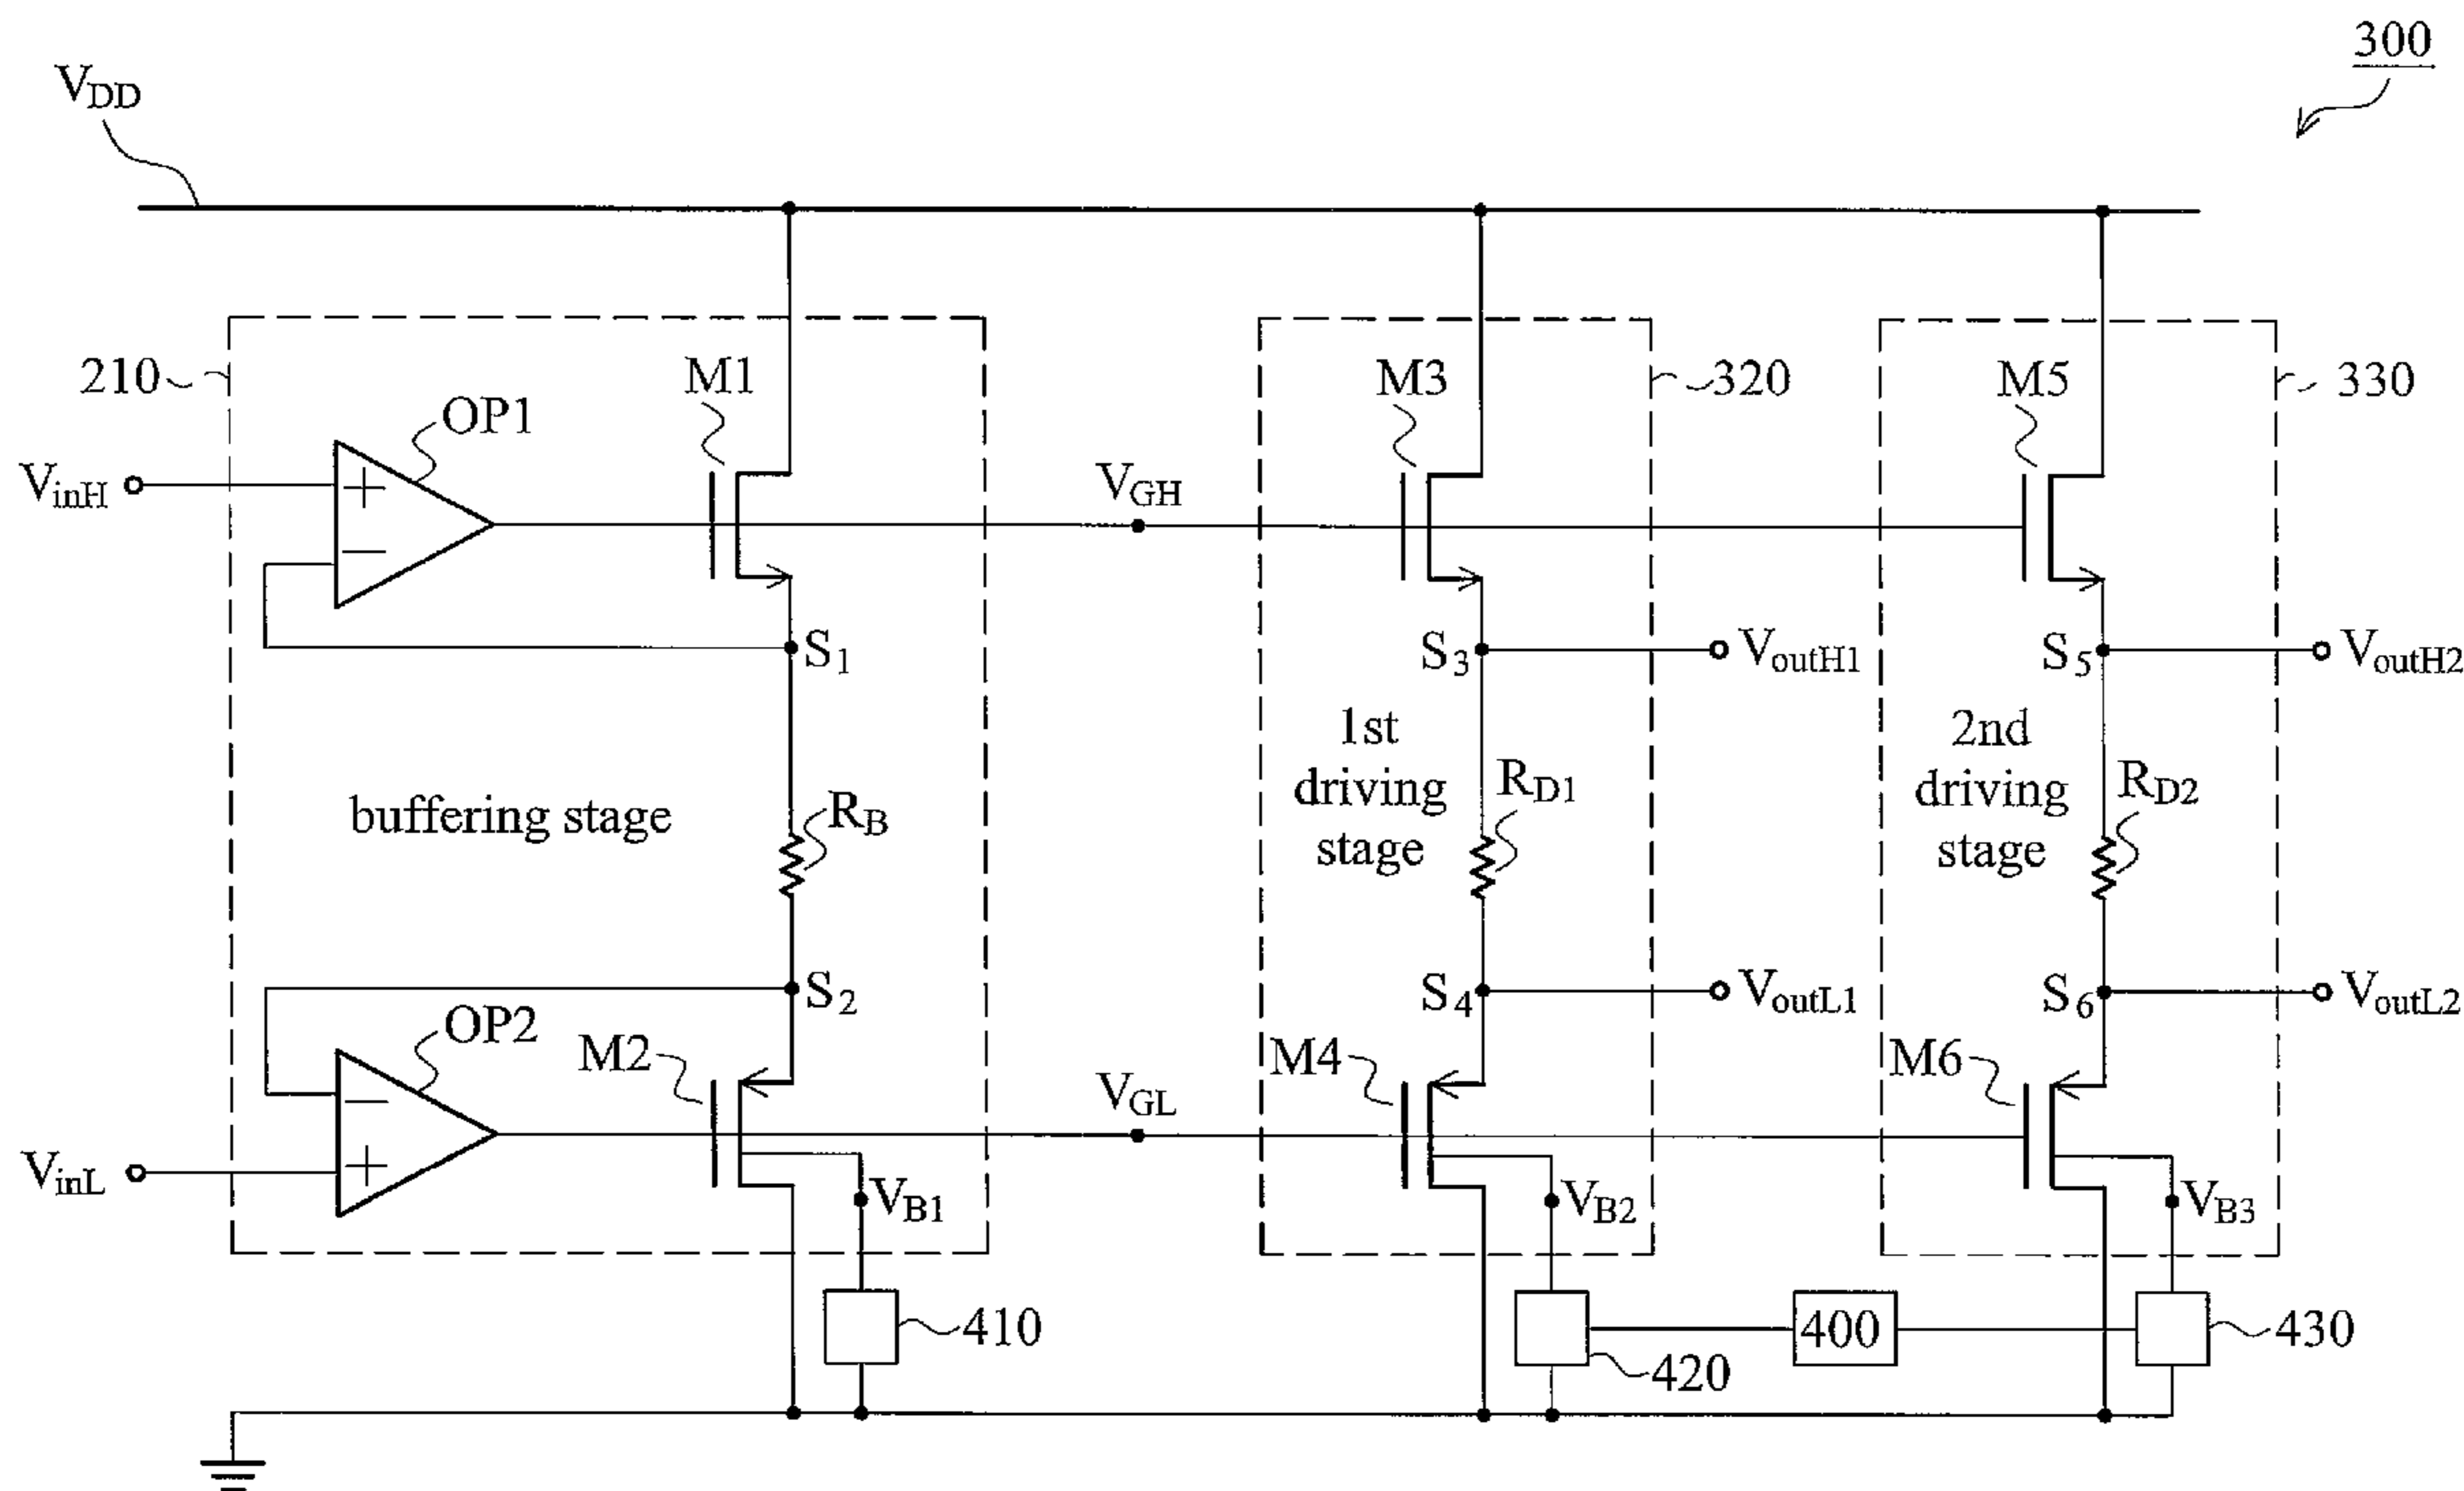 300
VDD
210
OP1
M1
M3
320
M5
330
VinH
+
−
VGH
S1
S3
VoutH1
S5
VoutH2
buffering stage
RB
1st
driving
stage
RD1
2nd
driving
stage
RD2
S2
S4
VoutL1
S6
VoutL2
OP2
M2
M4
M6
VinL
−
+
VGL
VB1
VB2
VB3
410
420
400
430